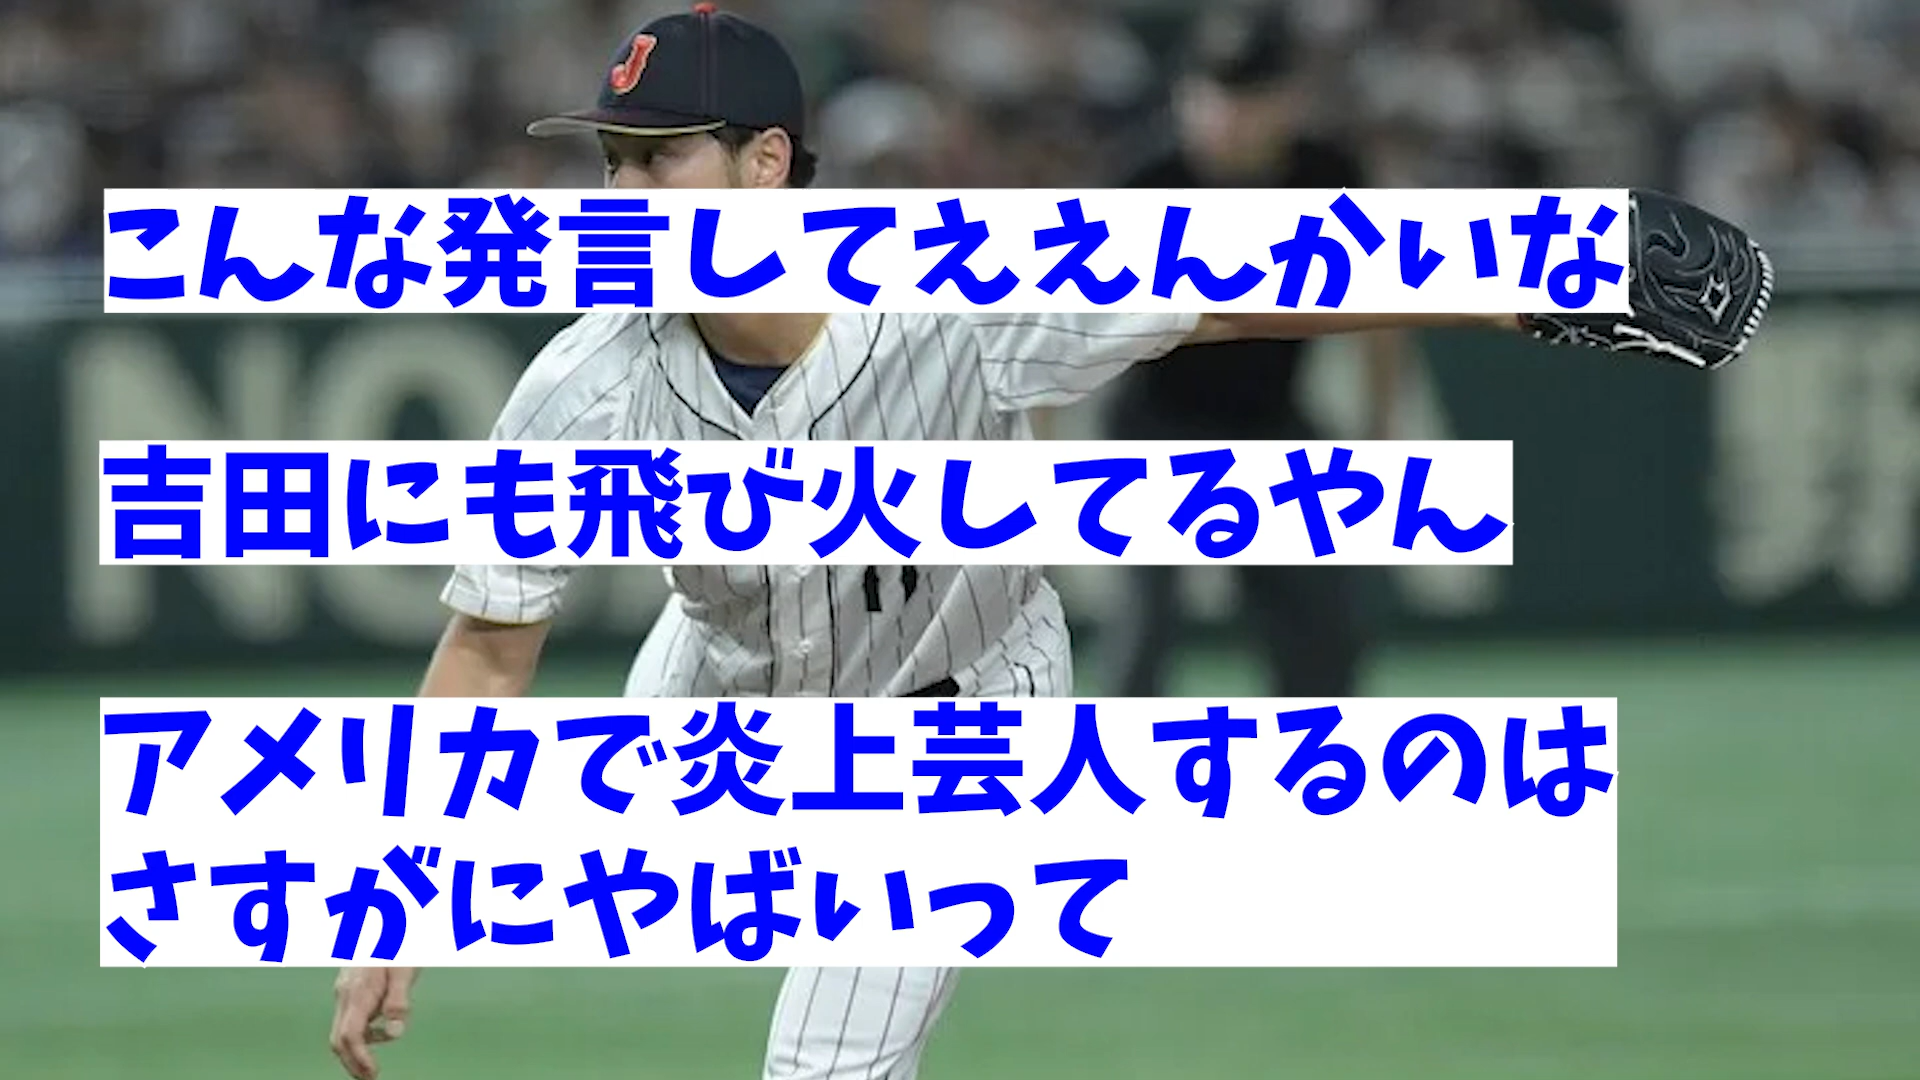 J
こんな発言してええんかいな
NO
吉田にも飛び火してるやん
アメリカで炎上芸人するのは
さすがにやばいって